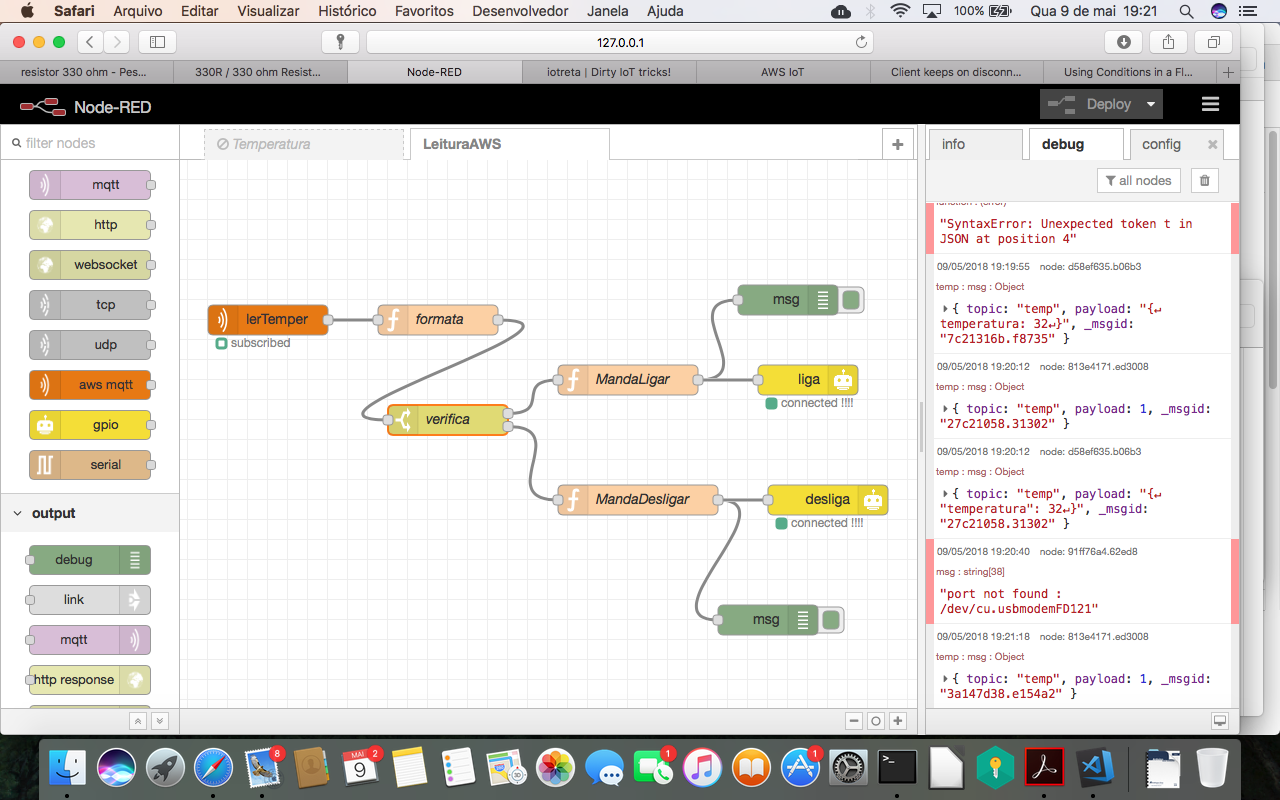 Safari Arquivo Editar Visualizar Histórico Favoritos Desenvolvedor Janela Ajuda 100% Qua 9 de mai 19:21
127.0.0.1
resistor 330 ohm - Pes... 330R / 330 ohm Resist... Node-RED iotreta | Dirty IoT tricks! AWS IoT Client keeps on disconn... Using Conditions in a Fl...
Node-RED Deploy
filter nodes
mqtt
http
websocket
tcp
udp
aws mqtt
gpio
serial
output
debug
link
mqtt
http response
Temperatura LeituraAWS
lerTemper
subscribed
formata
verifica
MandaLigar
MandaDesligar
msg
liga
connected !!!!
desliga
connected !!!!
msg
info debug config
all nodes
function : (error)
"SyntaxError: Unexpected token t in
JSON at position 4"
09/05/2018 19:19:55 node: d58ef635.b06b3
temp : msg : Object
{ topic: "temp", payload: "{↵
temperatura: 32↵}", _msgid:
"7c21316b.f8735" }
09/05/2018 19:20:12 node: 813e4171.ed3008
temp : msg : Object
{ topic: "temp", payload: 1, _msgid:
"27c21058.31302" }
09/05/2018 19:20:12 node: d58ef635.b06b3
temp : msg : Object
{ topic: "temp", payload: "{↵
"temperatura": 32↵}", _msgid:
"27c21058.31302" }
09/05/2018 19:20:40 node: 91ff76a4.62ed8
msg : string[38]
"port not found :
/dev/cu.usbmodemFD121"
09/05/2018 19:21:18 node: 813e4171.ed3008
temp : msg : Object
{ topic: "temp", payload: 1, _msgid:
"3a147d38.e154a2" }
8
MAI
9
2
30
1
1